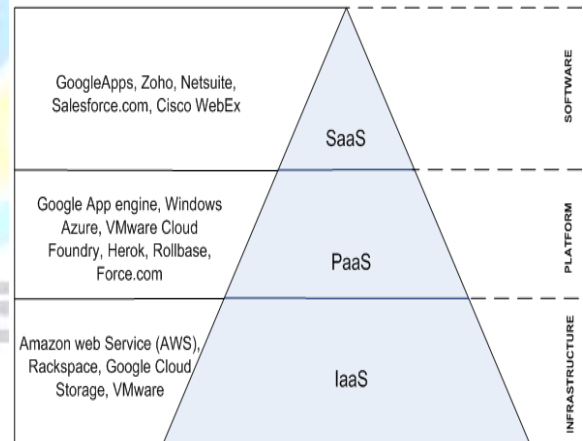 GoogleApps, Zoho, Netsuite,
Salesforce.com, Cisco WebEx
SaaS
SOFTWARE
Google App engine, Windows
Azure, VMware Cloud
Foundry, Herok, Rollbase,
Force.com
PaaS
PLATFORM
Amazon web Service (AWS),
Rackspace, Google Cloud
Storage, VMware
IaaS
INFRASTRUCTURE